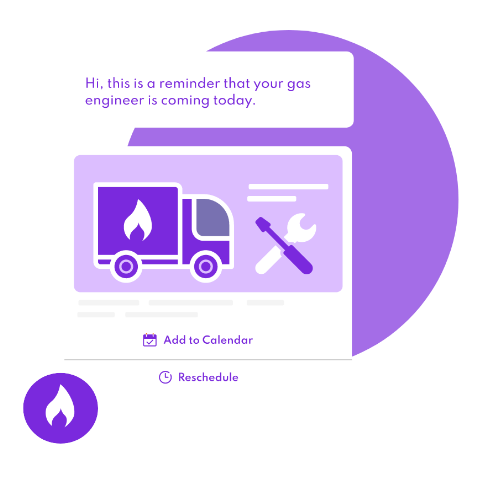 Hi, this is a reminder that your gas
engineer is coming today.
Add to Calendar
Reschedule